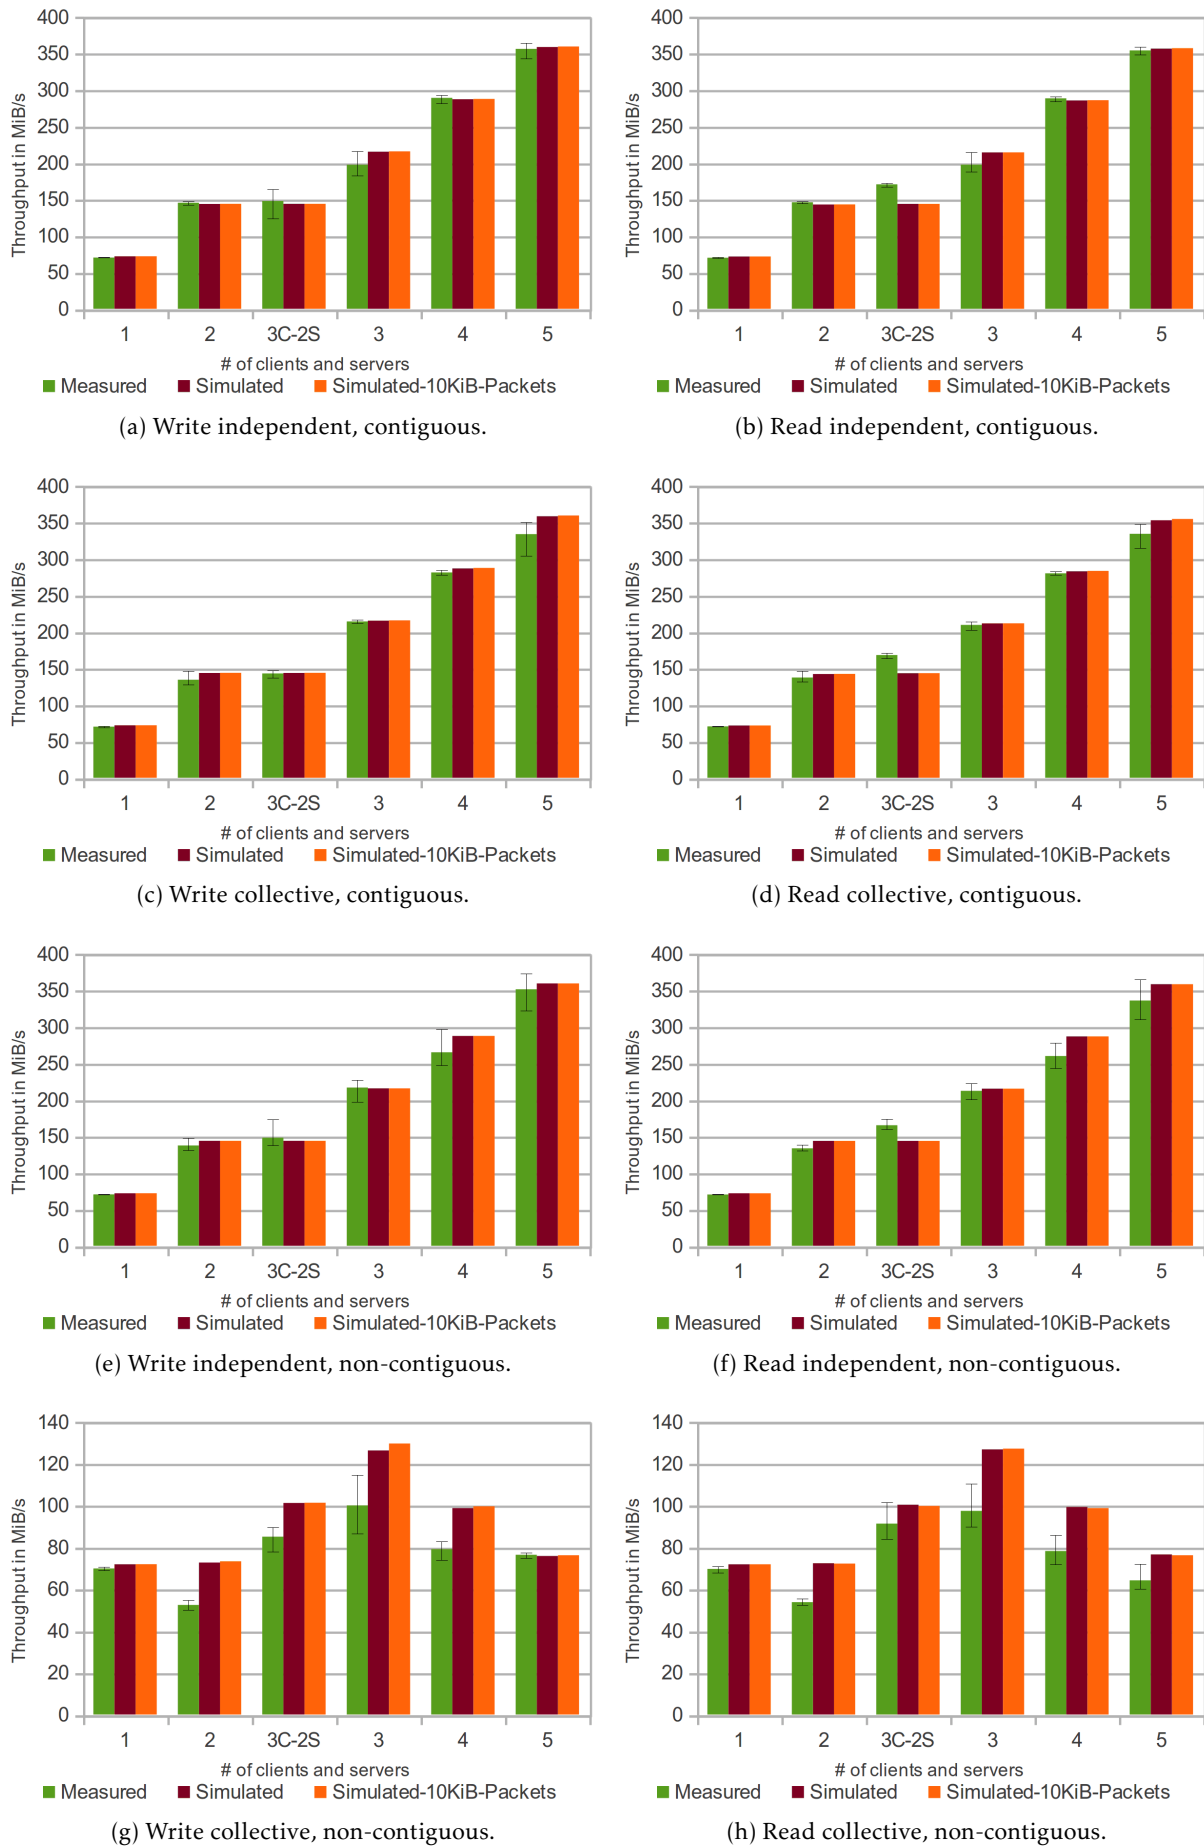 400
350
300
250
200
150
100
50
0
Throughput in MiB/s
1 2 3C-2S 3 4 5
# of clients and servers
Measured Simulated Simulated-10KiB-Packets
(a) Write independent, contiguous.
400
350
300
250
200
150
100
50
0
Throughput in MiB/s
1 2 3C-2S 3 4 5
# of clients and servers
Measured Simulated Simulated-10KiB-Packets
(b) Read independent, contiguous.
400
350
300
250
200
150
100
50
0
Throughput in MiB/s
1 2 3C-2S 3 4 5
# of clients and servers
Measured Simulated Simulated-10KiB-Packets
(c) Write collective, contiguous.
400
350
300
250
200
150
100
50
0
Throughput in MiB/s
1 2 3C-2S 3 4 5
# of clients and servers
Measured Simulated Simulated-10KiB-Packets
(d) Read collective, contiguous.
400
350
300
250
200
150
100
50
0
Throughput in MiB/s
1 2 3C-2S 3 4 5
# of clients and servers
Measured Simulated Simulated-10KiB-Packets
(e) Write independent, non-contiguous.
400
350
300
250
200
150
100
50
0
Throughput in MiB/s
1 2 3C-2S 3 4 5
# of clients and servers
Measured Simulated Simulated-10KiB-Packets
(f) Read independent, non-contiguous.
140
120
100
80
60
40
20
0
Throughput in MiB/s
1 2 3C-2S 3 4 5
# of clients and servers
Measured Simulated Simulated-10KiB-Packets
(g) Write collective, non-contiguous.
140
120
100
80
60
40
20
0
Throughput in MiB/s
1 2 3C-2S 3 4 5
# of clients and servers
Measured Simulated Simulated-10KiB-Packets
(h) Read collective, non-contiguous.